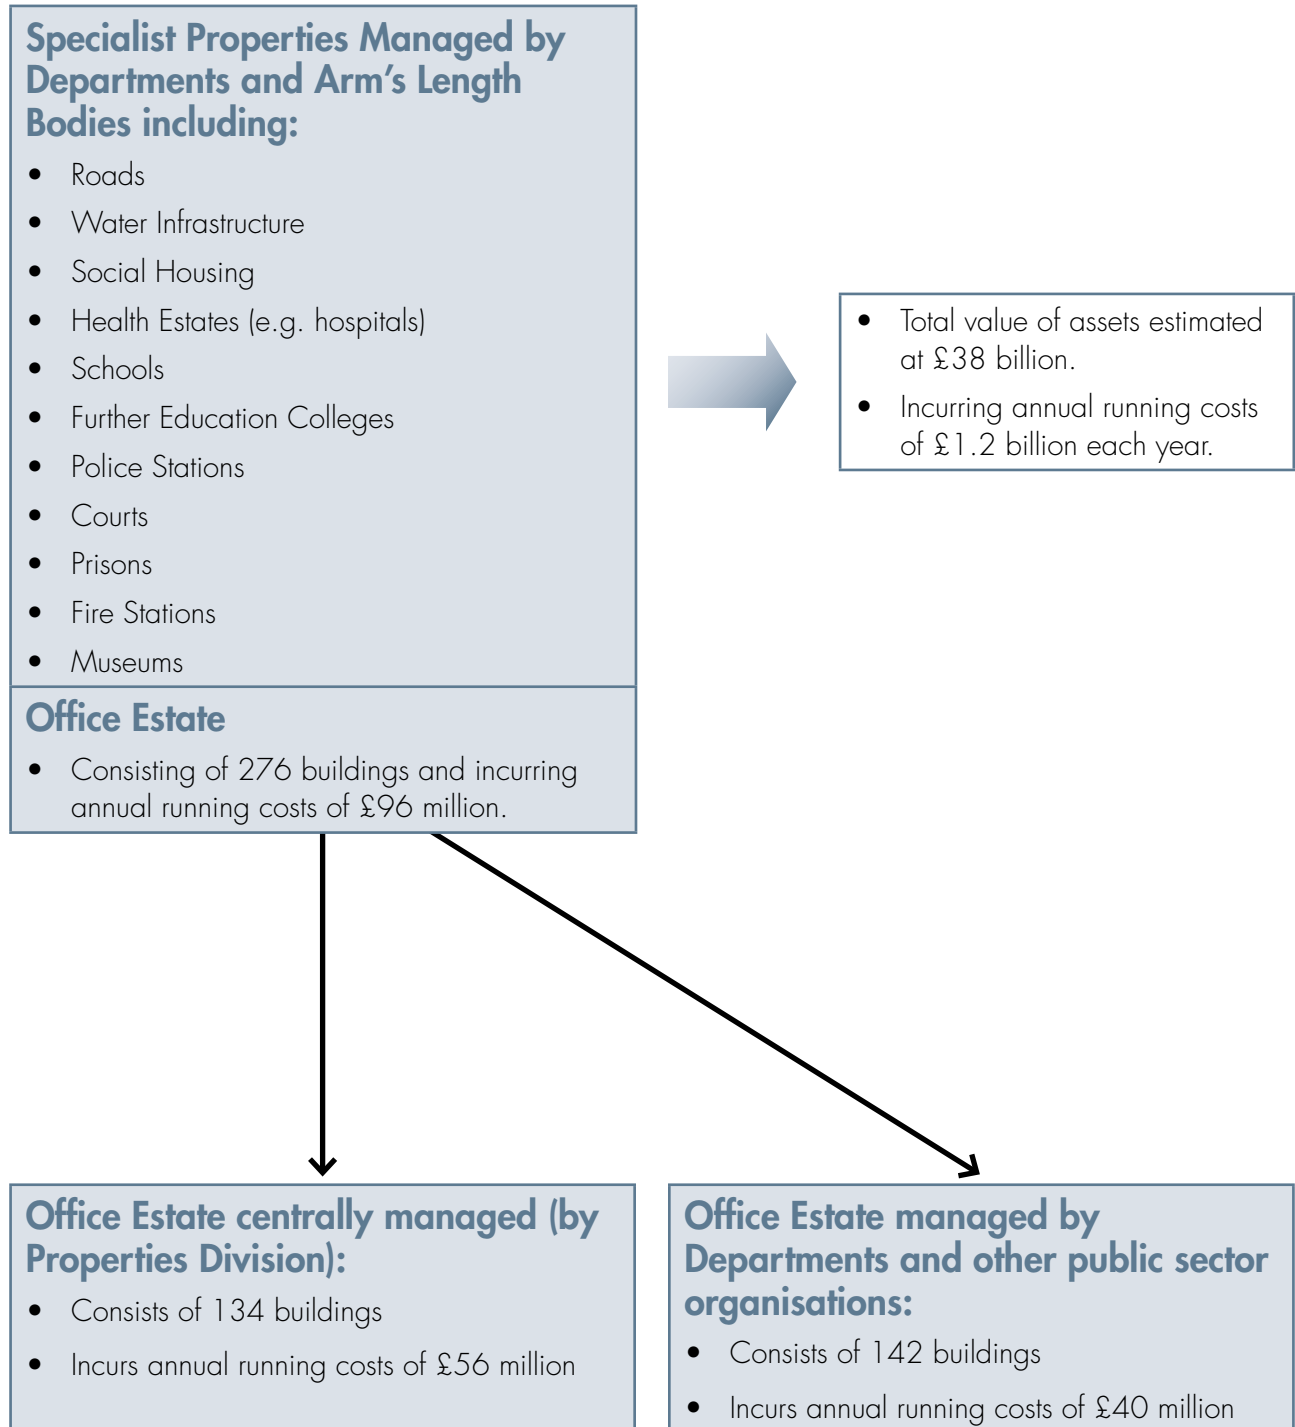 Specialist Properties Managed by
Departments and Arm’s Length
Bodies including:
• Roads
• Water Infrastructure
• Social Housing
• Health Estates (e.g. hospitals)
• Schools
• Further Education Colleges
• Police Stations
• Courts
• Prisons
• Fire Stations
• Museums
• Total value of assets estimated
at £38 billion.
• Incurring annual running costs
of £1.2 billion each year.
Office Estate
• Consisting of 276 buildings and incurring
annual running costs of £96 million.
Office Estate centrally managed (by
Properties Division):
• Consists of 134 buildings
• Incurs annual running costs of £56 million
Office Estate managed by
Departments and other public sector
organisations:
• Consists of 142 buildings
• Incurs annual running costs of £40 million